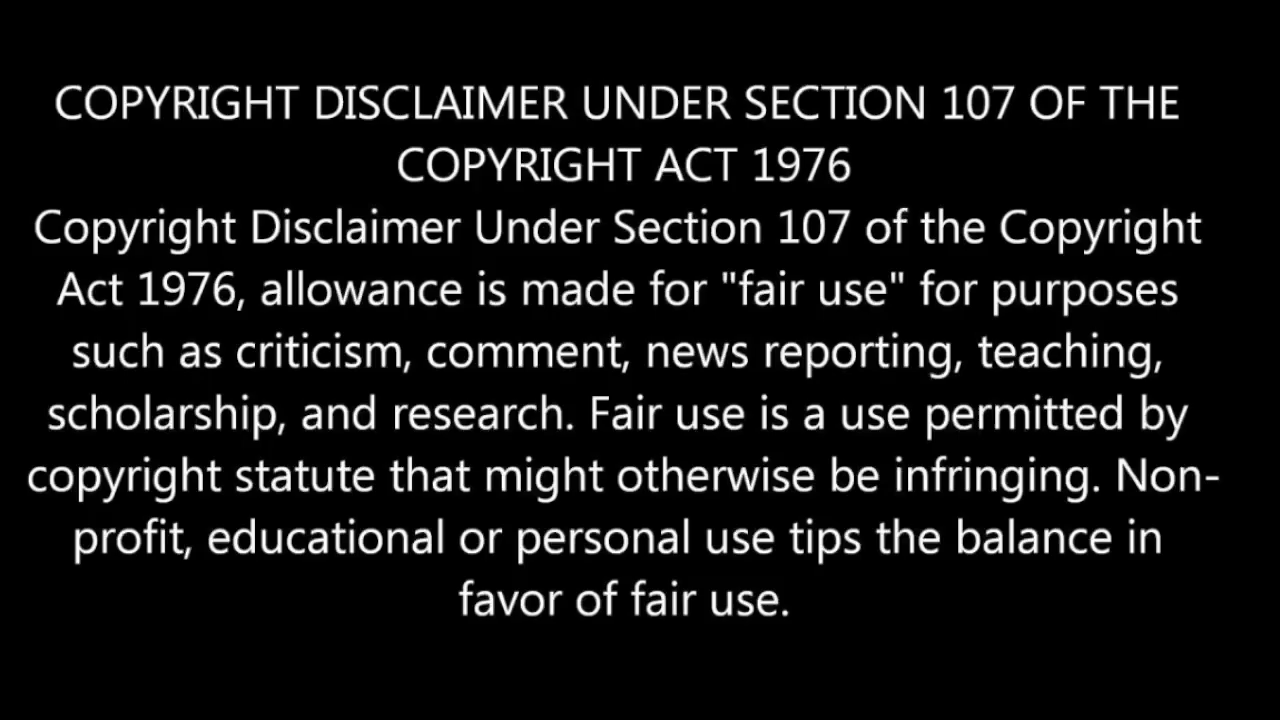 COPYRIGHT DISCLAIMER UNDER SECTION 107 OF THE
COPYRIGHT ACT 1976
Copyright Disclaimer Under Section 107 of the Copyright
Act 1976, allowance is made for "fair use" for purposes
such as criticism, comment, news reporting, teaching,
scholarship, and research. Fair use is a use permitted by
copyright statute that might otherwise be infringing. Non-
profit, educational or personal use tips the balance in
favor of fair use.